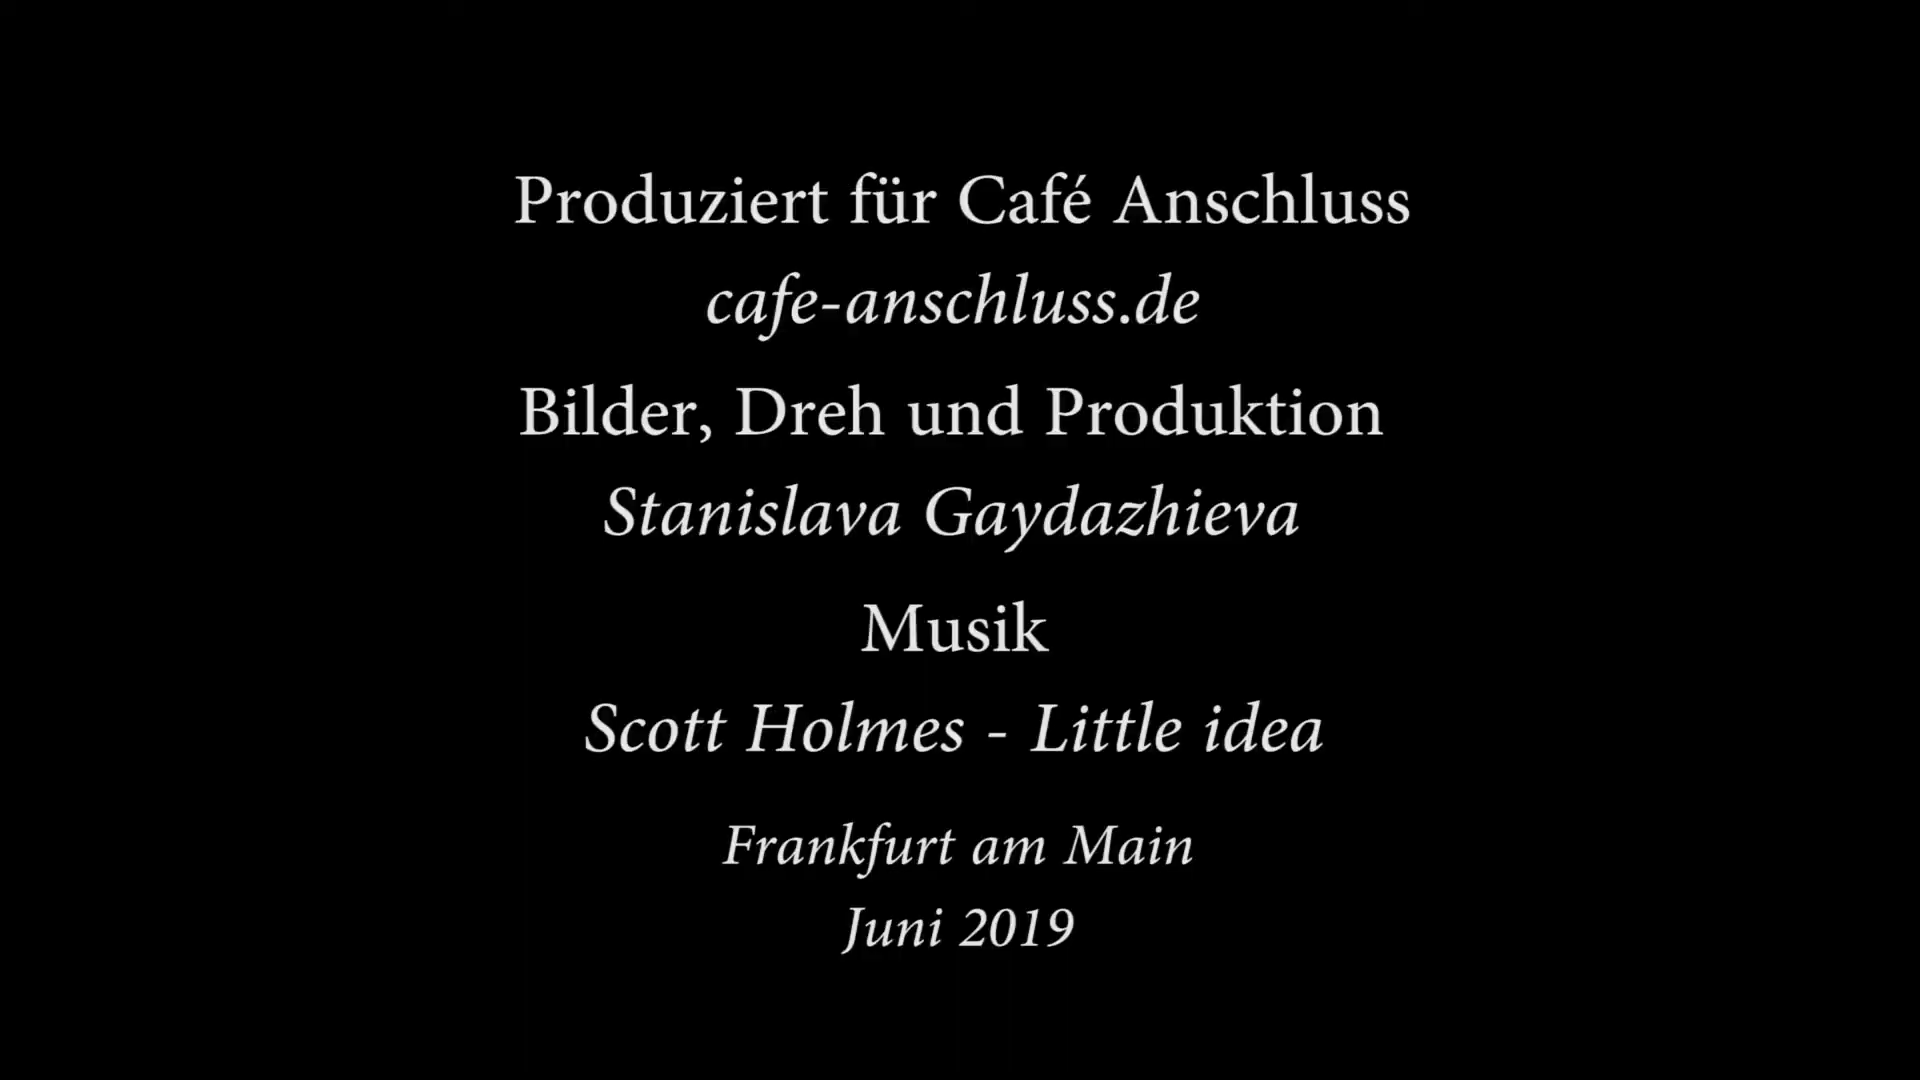 Produziert für Café Anschluss
cafe-anschluss.de
Bilder, Dreh und Produktion
Stanislava Gaydazhieva
Musik
Scott Holmes - Little idea
Frankfurt am Main
Juni 2019